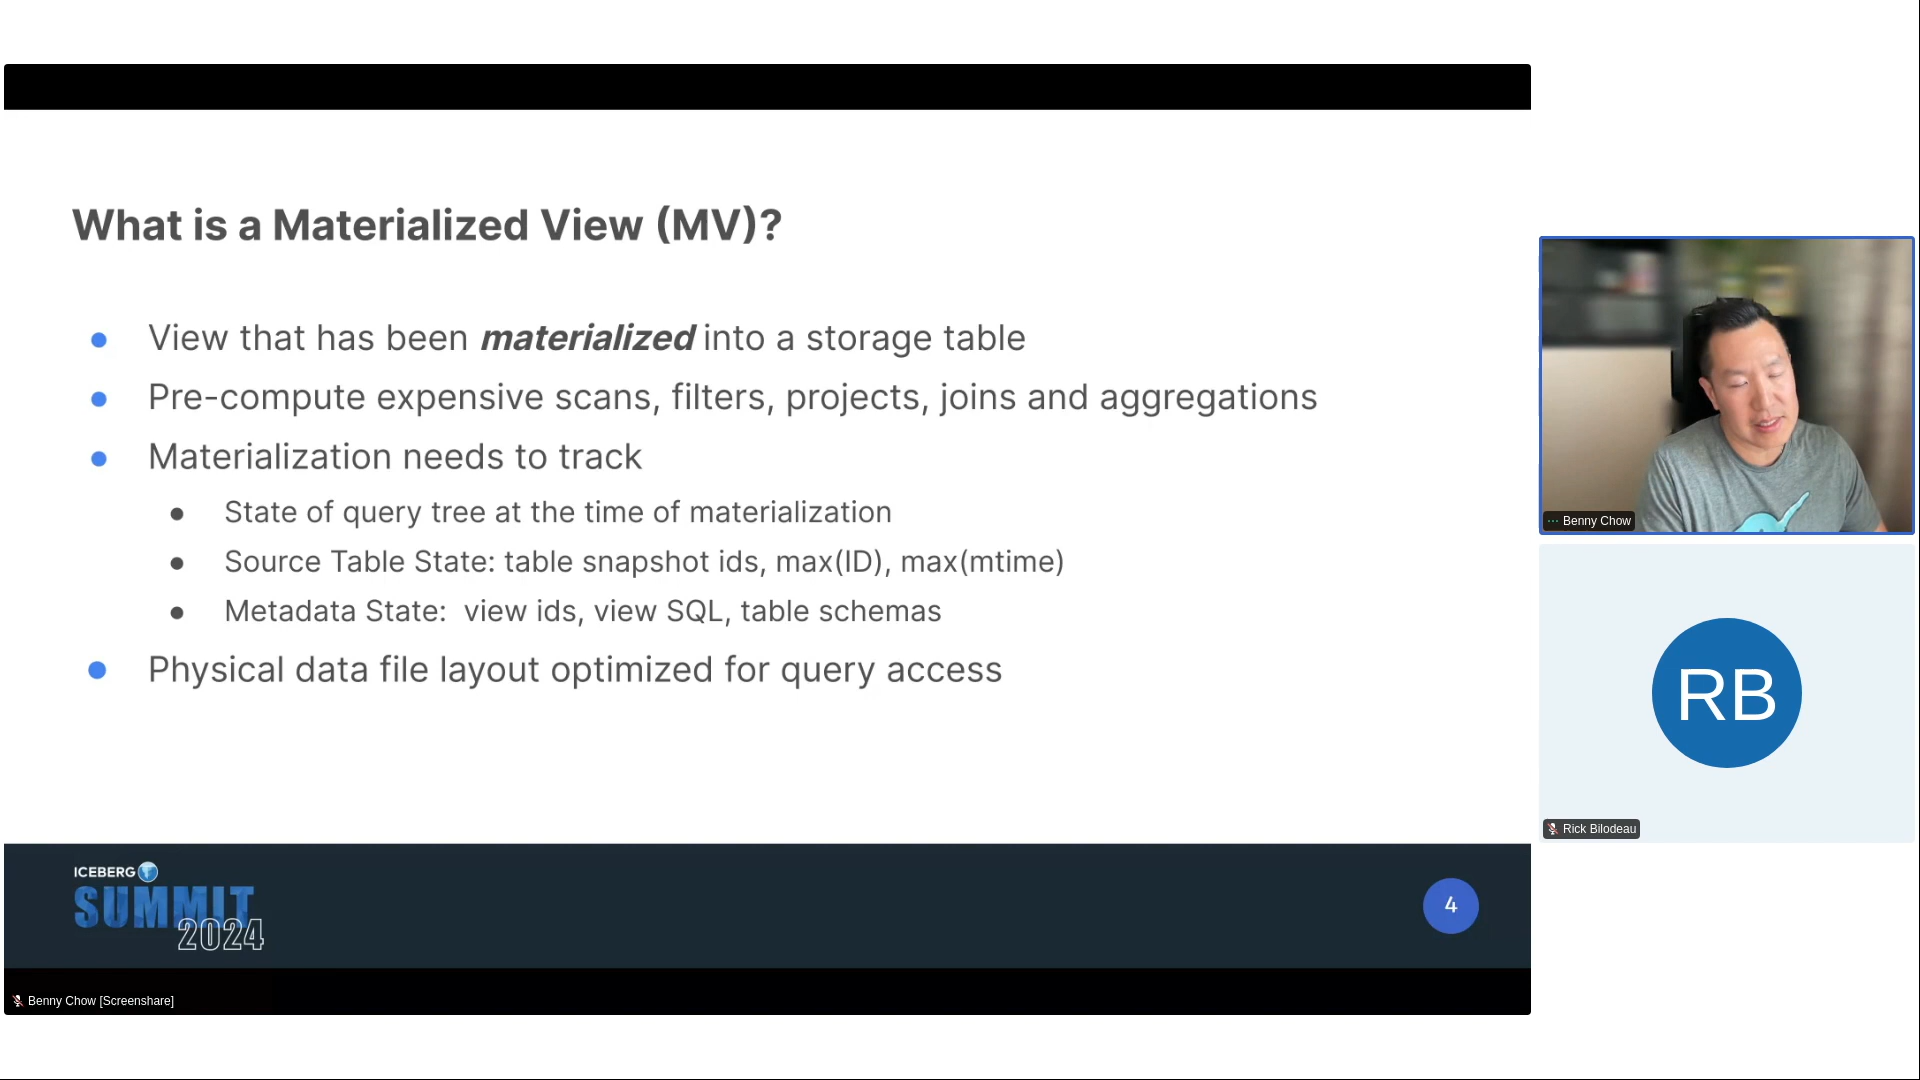 What is a Materialized View (MV)?
● View that has been materialized into a storage table
● Pre-compute expensive scans, filters, projects, joins and aggregations
● Materialization needs to track
● State of query tree at the time of materialization
● Source Table State: table snapshot ids, max(ID), max(mtime)
● Metadata State:  view ids, view SQL, table schemas
● Physical data file layout optimized for query access
ICEBERG
SUMMIT
2024
4
Benny Chow [Screenshare]
Benny Chow
RB
Rick Bilodeau